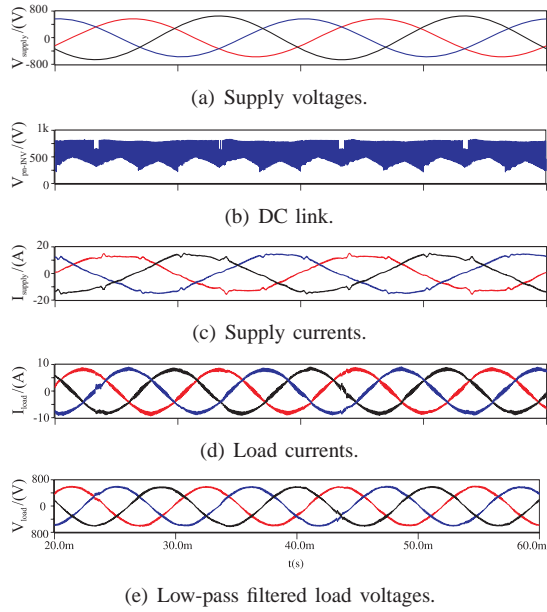 800
0
-800
V_supply/(V)
(a) Supply voltages.
1k
500
0
V_pn-INV/(V)
(b) DC link.
20
0
-20
I_supply/(A)
(c) Supply currents.
10
0
-10
I_load/(A)
(d) Load currents.
800
0
800
V_load/(V)
20.0m 30.0m 40.0m 50.0m 60.0m
t(s)
(e) Low-pass filtered load voltages.